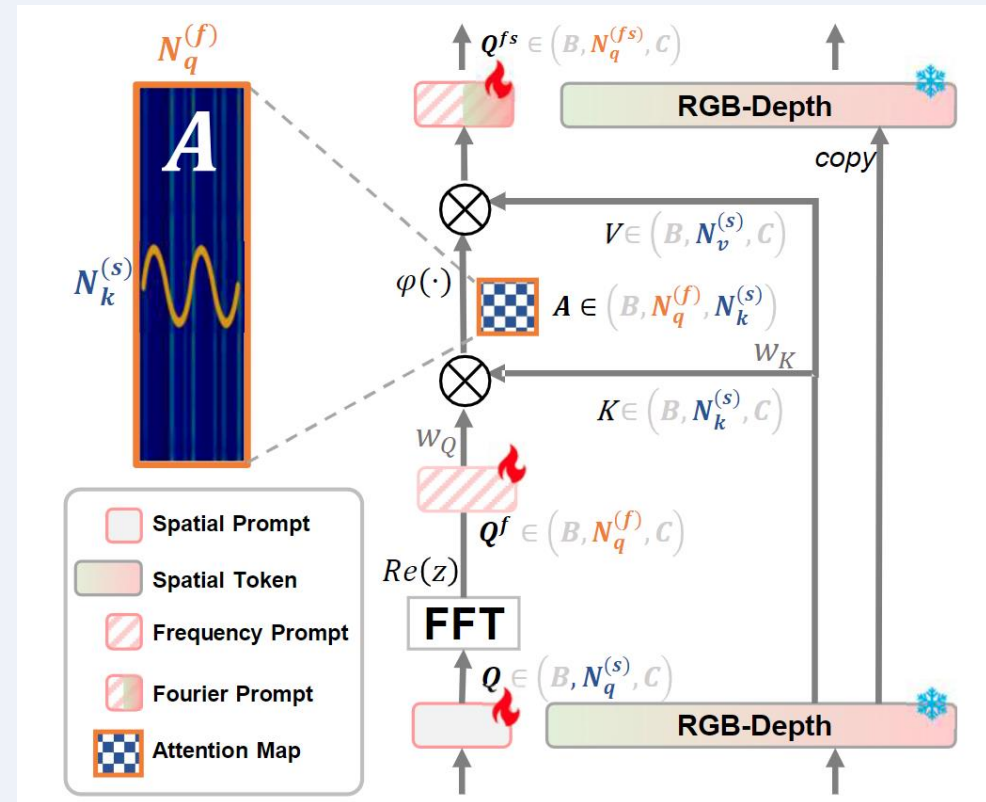 N_q^{(f)}
A
N_k^{(s)}
Q^{fs} ∈ (B, N_q^{(fs)}, C)
RGB-Depth
copy
V ∈ (B, N_v^{(s)}, C)
φ(·)
A ∈ (B, N_q^{(f)}, N_k^{(s)})
w_K
K ∈ (B, N_k^{(s)}, C)
w_Q
Q^f ∈ (B, N_q^{(f)}, C)
Re(z)
FFT
Q ∈ (B, N_q^{(s)}, C)
RGB-Depth
Spatial Prompt
Spatial Token
Frequency Prompt
Fourier Prompt
Attention Map